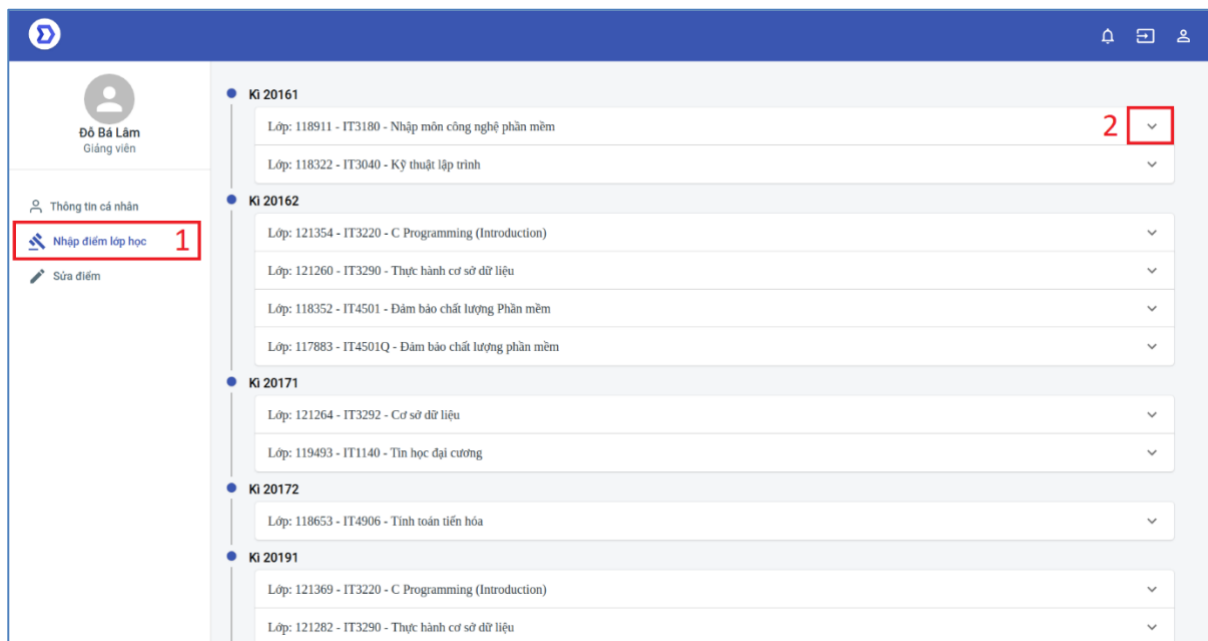 Đỗ Bá Lâm
Giảng viên
Thông tin cá nhân
Nhập điểm lớp học 1
Sửa điểm
Kì 20161
Lớp: 118911 - IT3180 - Nhập môn công nghệ phần mềm 2
Lớp: 118322 - IT3040 - Kỹ thuật lập trình
Kì 20162
Lớp: 121354 - IT3220 - C Programming (Introduction)
Lớp: 121260 - IT3290 - Thực hành cơ sở dữ liệu
Lớp: 118352 - IT4501 - Đảm bảo chất lượng Phần mềm
Lớp: 117883 - IT4501Q - Đảm bảo chất lượng phần mềm
Kì 20171
Lớp: 121264 - IT3292 - Cơ sở dữ liệu
Lớp: 119493 - IT1140 - Tin học đại cương
Kì 20172
Lớp: 118653 - IT4906 - Tính toán tiến hóa
Kì 20191
Lớp: 121369 - IT3220 - C Programming (Introduction)
Lớp: 121282 - IT3290 - Thực hành cơ sở dữ liệu